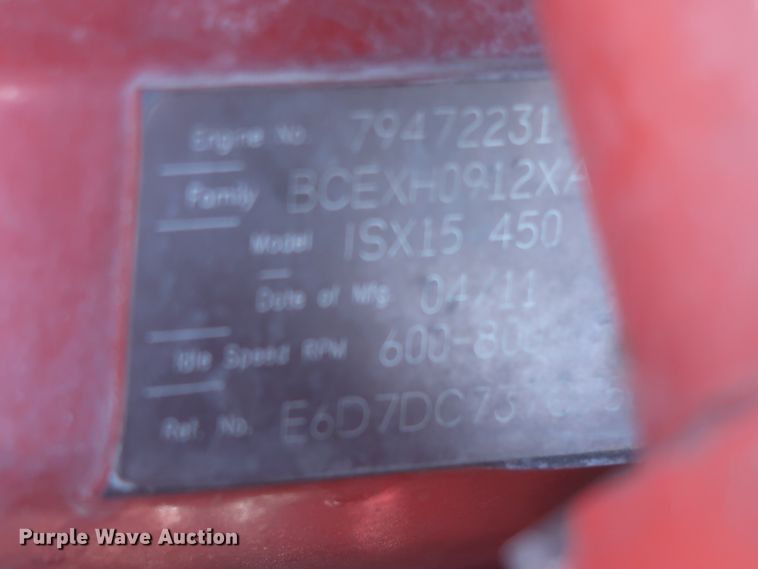 Engine No. 79472231
Family BCEXH0912XA
Model ISX15 450
Date of Mfg. 04/11
Idle Speed RPM 600-800
Ref. No.
Purple Wave Auction